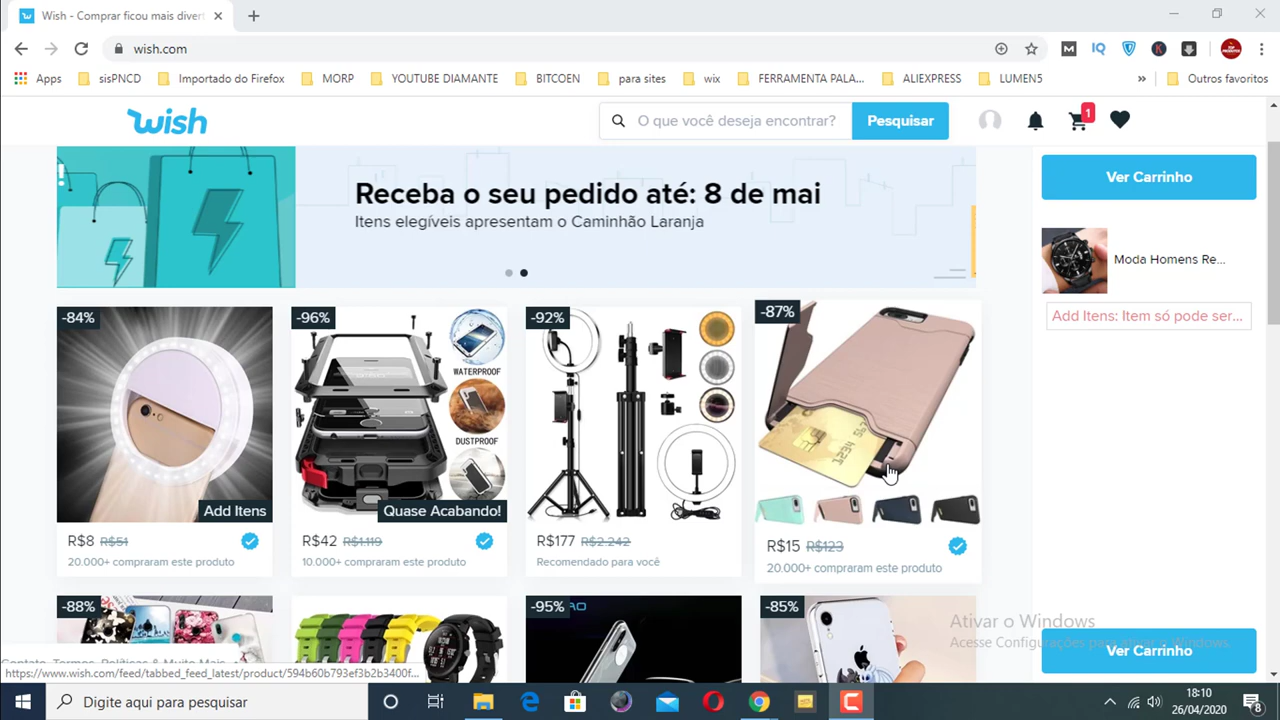 Wish - Comprar ficou mais divert
wish.com
Apps
sisPNCD
Importado do Firefox
MORP
YOUTUBE DIAMANTE
BITCOEN
para sites
wix
FERRAMENTA PALA...
ALIEXPRESS
LUMEN5
»
Outros favoritos
wish
O que você deseja encontrar?
Pesquisar
1
Receba o seu pedido até: 8 de mai
Itens elegíveis apresentam o Caminhão Laranja
Ver Carrinho
Moda Homens Re...
Add Itens: Item só pode ser...
-84%
Add Itens
R$8 R$51
20.000+ compraram este produto
-96%
WATERPROOF
DUSTPROOF
Quase Acabando!
R$42 R$1.119
10.000+ compraram este produto
-92%
R$177 R$2.242
Recomendado para você
-87%
R$15 R$123
20.000+ compraram este produto
-88%
-95%
-85%
Ativar o Windows
Acesse Configurações para ativar o Windows.
Ver Carrinho
Contato, Termos, Políticas & Muito Mais
https://www.wish.com/feed/tabbed_feed_latest/product/594b60b793ef3b2b3400f...
Digite aqui para pesquisar
18:10
26/04/2020
8